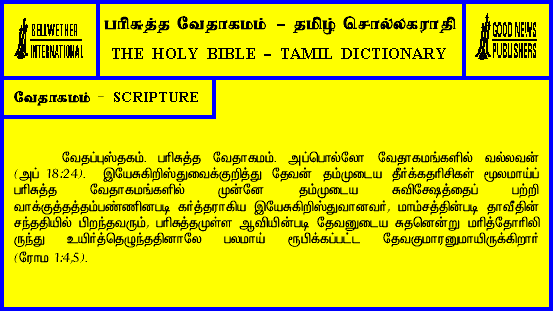 BELLWETHER
INTERNATIONAL
பரிசுத்த வேதாகமம் - தமிழ் சொல்லகராதி
THE HOLY BIBLE - TAMIL DICTIONARY
GOOD NEWS
PUBLISHERS
வேதாகமம் - SCRIPTURE
வேதப்புஸ்தகம். பரிசுத்த வேதாகமம். அப்பொல்லோ வேதாகமங்களில் வல்லவன்
(அப் 18:24). இயேசுகிறிஸ்துவைக்குறித்து தேவன் தம்முடைய தீர்க்கதரிசிகள் மூலமாய்ப்
பரிசுத்த வேதாகமங்களில் முன்னே தம்முடைய சுவிசேஷத்தைப் பற்றி
வாக்குத்தத்தம்பண்ணினபடி கர்த்தராகிய இயேசுகிறிஸ்துவானவர், மாம்சத்தின்படி தாவீதின்
சந்ததியில் பிறந்தவரும், பரிசுத்தமுள்ள ஆவியின்படி தேவனுடைய சுதனென்று மரித்தோரிலி
ருந்து உயிர்த்தெழுந்ததினாலே பலமாய் ரூபிக்கப்பட்ட தேவகுமாரனுமாயிருக்கிறார்
(ரோம 1:4,5).